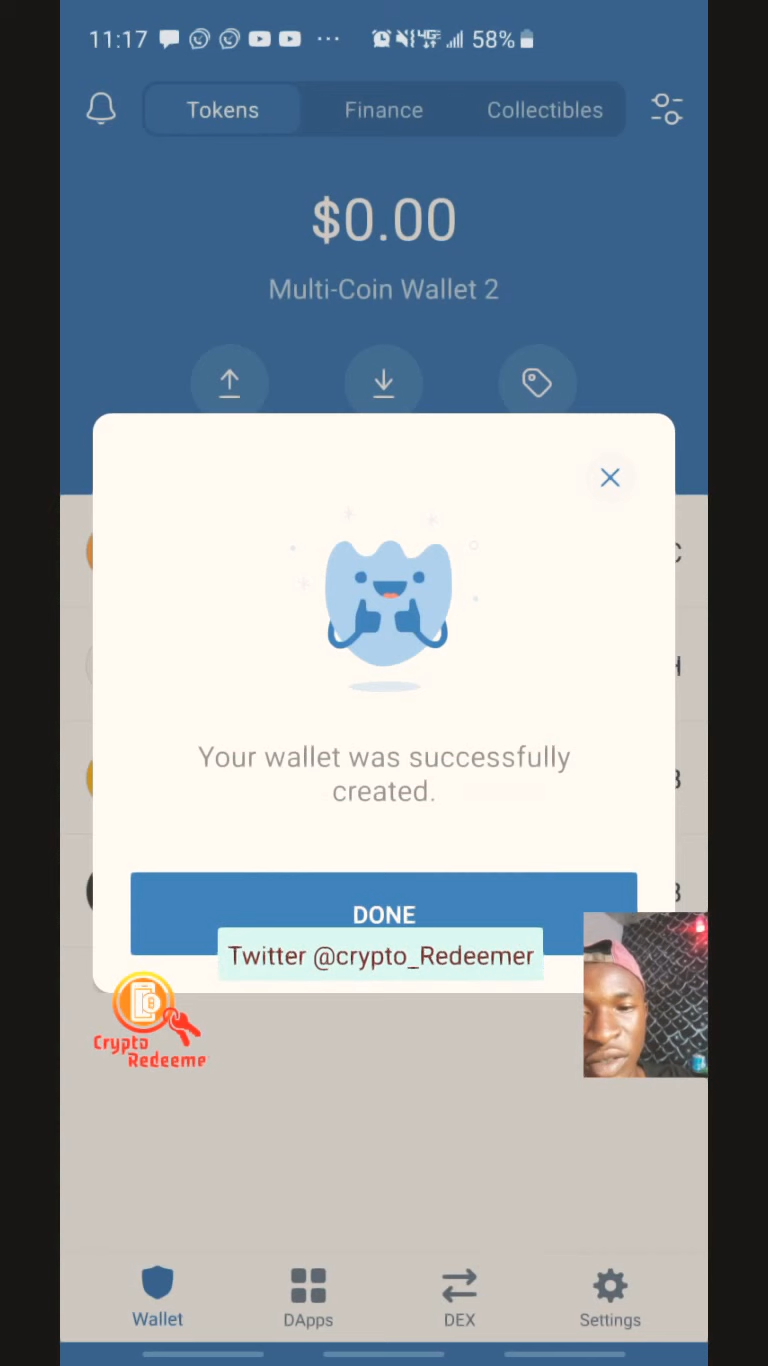 11:17 58%
Tokens Finance Collectibles
$0.00
Multi-Coin Wallet 2
Your wallet was successfully
created.
DONE
Twitter @crypto_Redeemer
Crypto
Redeeme
Wallet DApps DEX Settings